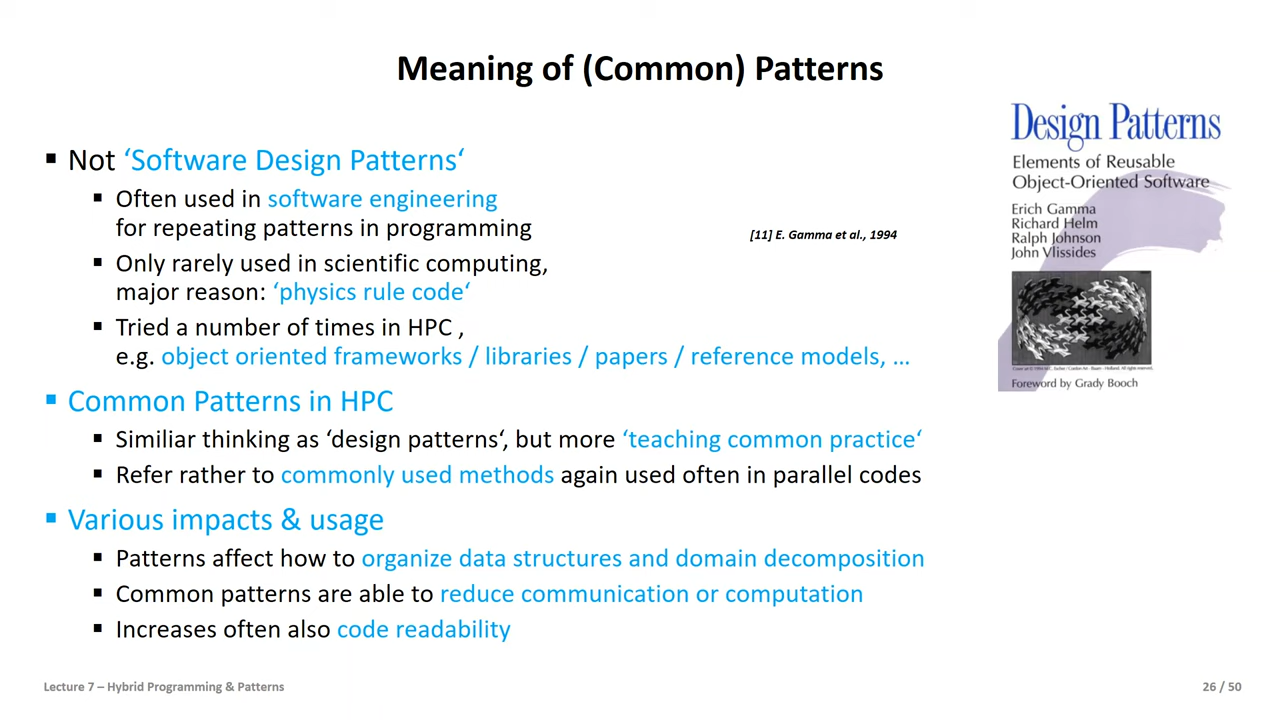 Meaning of (Common) Patterns
▪ Not ‘Software Design Patterns‘
▪ Often used in software engineering
for repeating patterns in programming
▪ Only rarely used in scientific computing,
major reason: ‘physics rule code‘
▪ Tried a number of times in HPC ,
e.g. object oriented frameworks / libraries / papers / reference models, …
[11] E. Gamma et al., 1994
Design Patterns
Elements of Reusable
Object-Oriented Software
Erich Gamma
Richard Helm
Ralph Johnson
John Vlissides
Foreword by Grady Booch
▪ Common Patterns in HPC
▪ Similiar thinking as ‘design patterns‘, but more ‘teaching common practice‘
▪ Refer rather to commonly used methods again used often in parallel codes
▪ Various impacts & usage
▪ Patterns affect how to organize data structures and domain decomposition
▪ Common patterns are able to reduce communication or computation
▪ Increases often also code readability
Lecture 7 – Hybrid Programming & Patterns
26 / 50